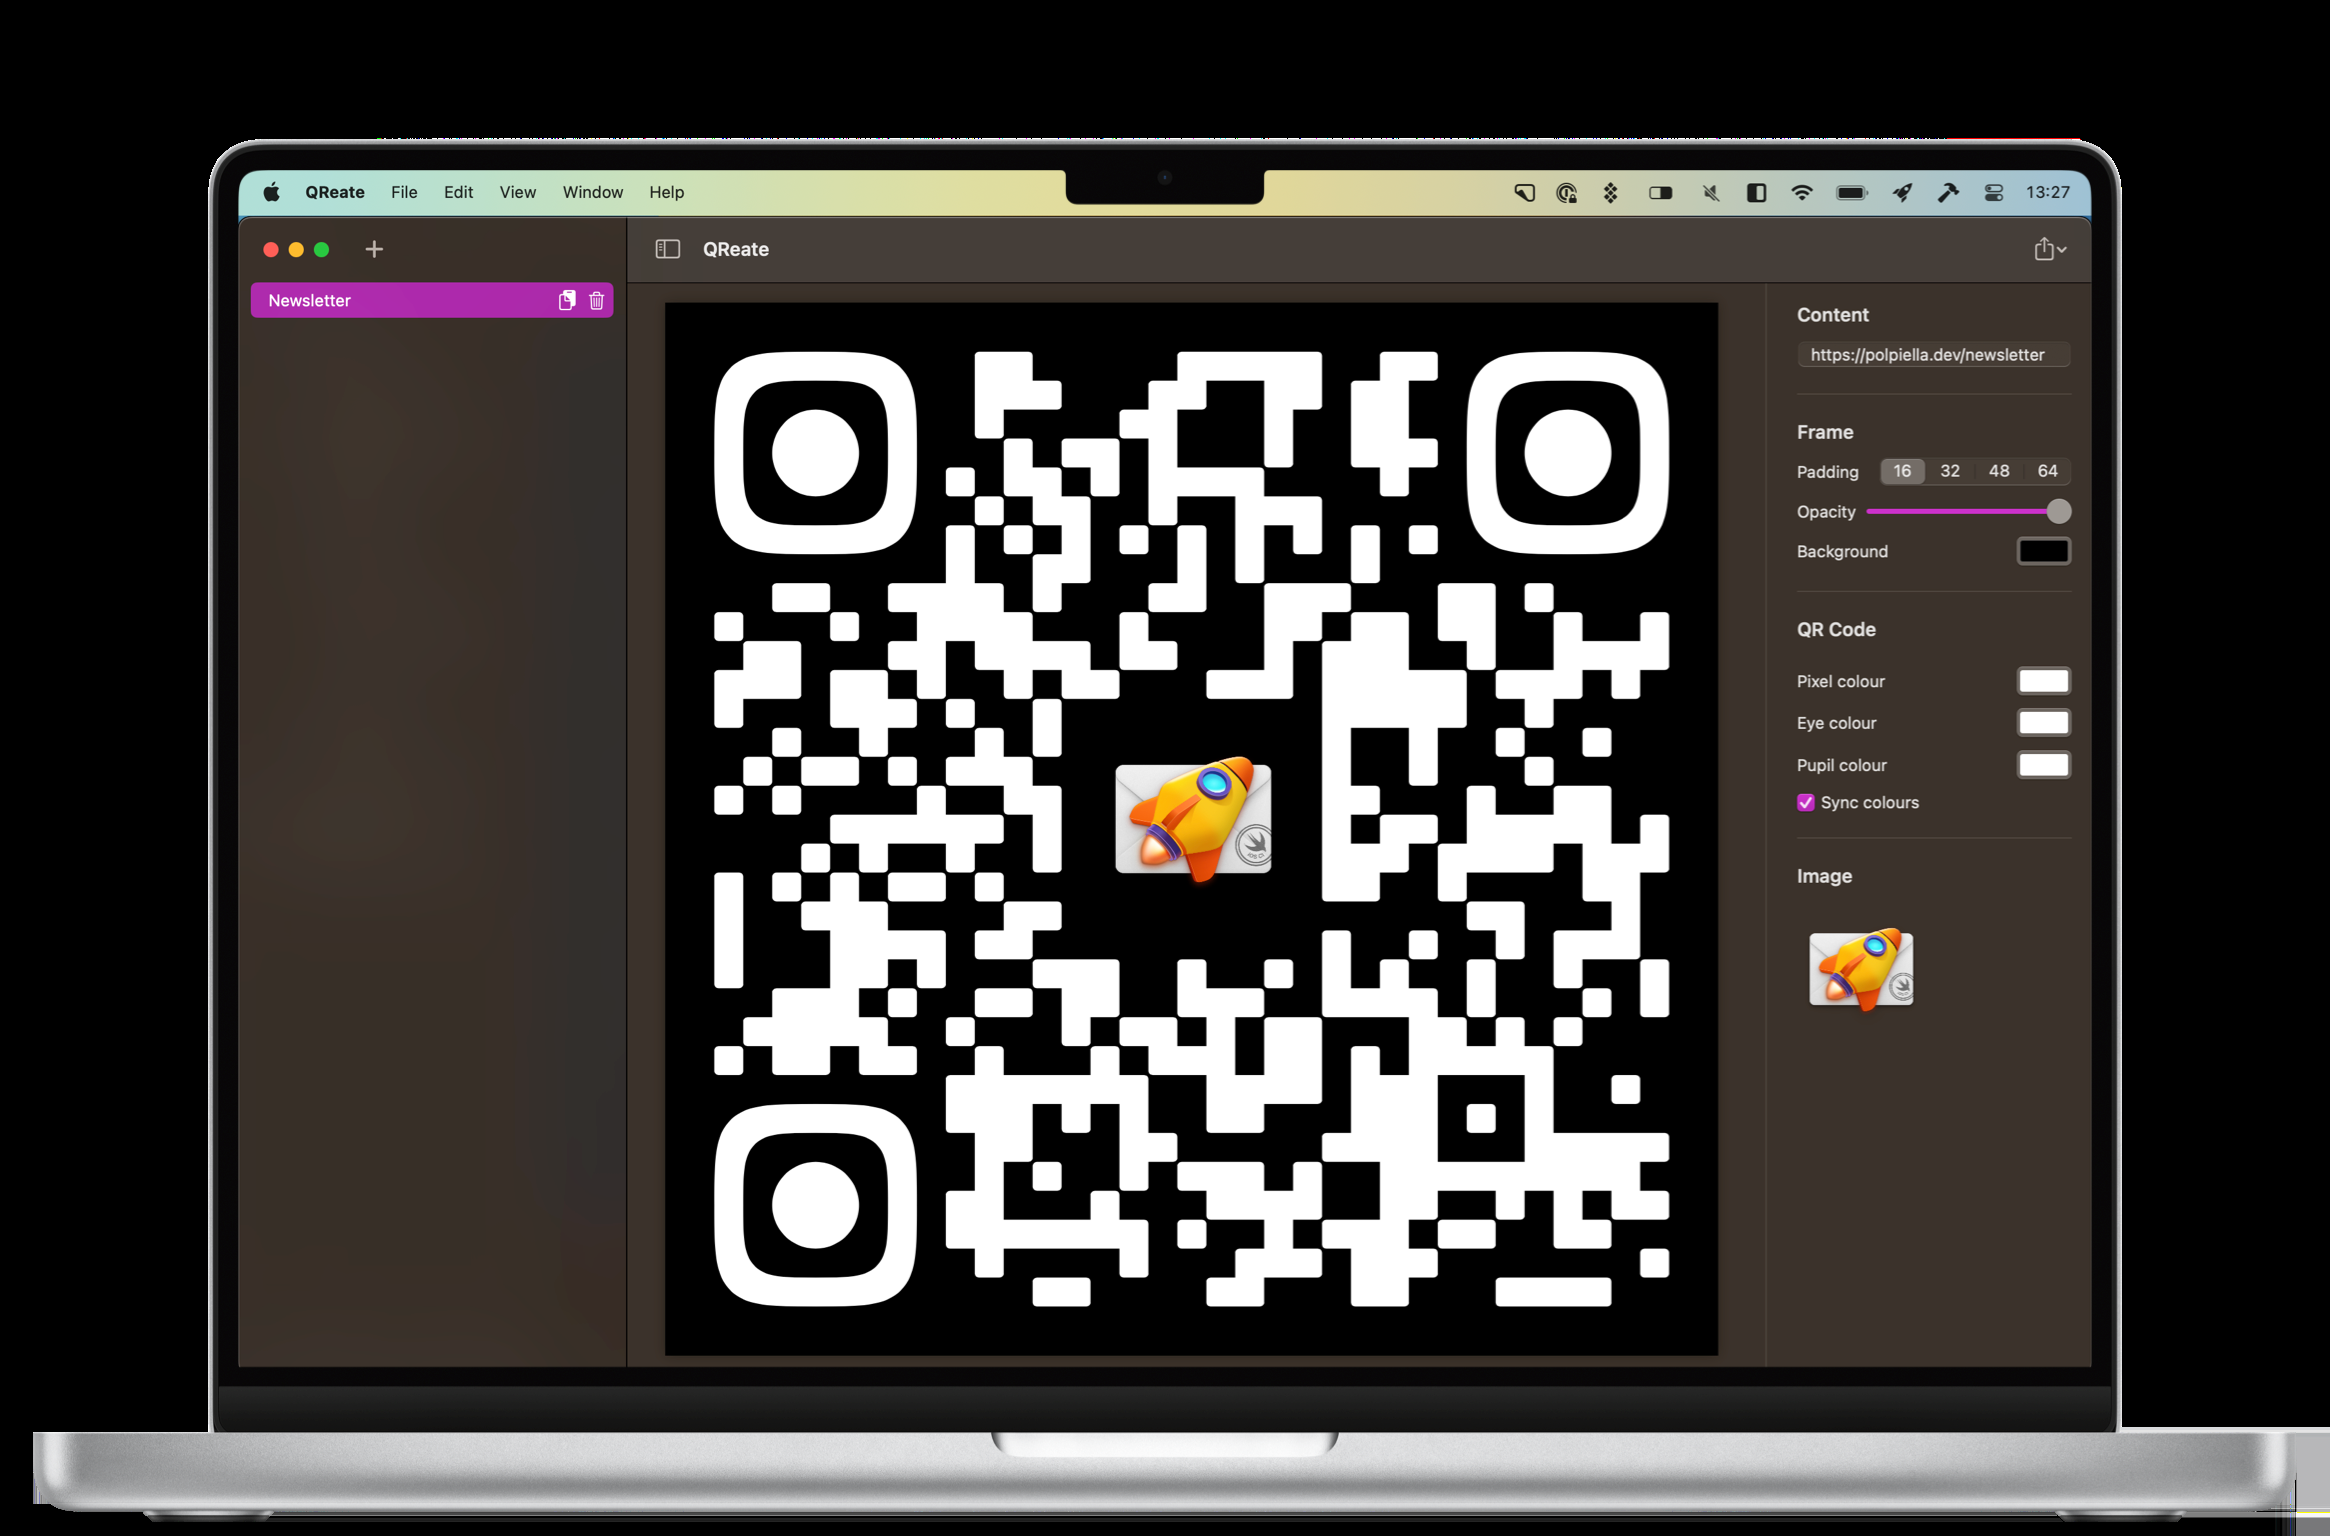 QReate File Edit View Window Help 13:27
QReate
Newsletter
Content
https://polpiella.dev/newsletter
Frame
Padding 16 32 48 64
Opacity
Background
QR Code
Pixel colour
Eye colour
Pupil colour
Sync colours
Image